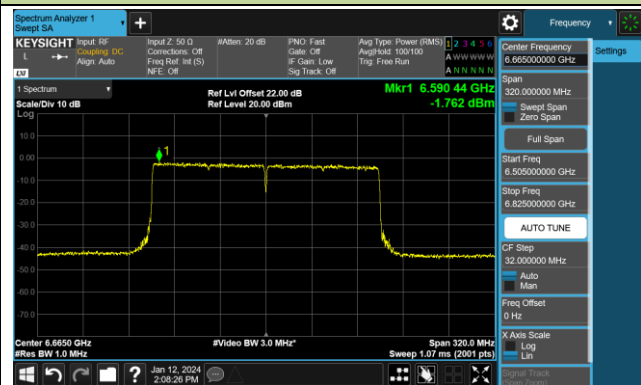 Spectrum Analyzer 1
Swept SA
+
Frequency
KEYSIGHT
L
LXI
Input: RF
Coupling: DC
Align: Auto
Input Z: 50 Ω
Corrections: Off
Freq Ref: Int (S)
NFE: Off
#Atten: 20 dB
PNO: Fast
Gate: Off
IF Gain: Low
Sig Track: Off
Avg Type: Power (RMS)
Avg|Hold: 100/100
Trig: Free Run
1 2 3 4 5 6
A W W W W W
A N N N N N
1 Spectrum
Scale/Div 10 dB
Log
Ref Lvl Offset 22.00 dB
Ref Level 20.00 dBm
Mkr1 6.590 44 GHz
-1.762 dBm
1
10.0
0.00
-10.0
-20.0
-30.0
-40.0
-50.0
-60.0
-70.0
Center 6.6650 GHz
#Res BW 1.0 MHz
#Video BW 3.0 MHz*
Span 320.0 MHz
Sweep 1.07 ms (2001 pts)
Jan 12, 2024
2:08:26 PM
Center Frequency
6.665000000 GHz
Span
320.000000 MHz
Swept Span
Zero Span
Full Span
Start Freq
6.505000000 GHz
Stop Freq
6.825000000 GHz
AUTO TUNE
CF Step
32.000000 MHz
Auto
Man
Freq Offset
0 Hz
X Axis Scale
Log
Lin
Signal Track
(Span Zoom)
Settings